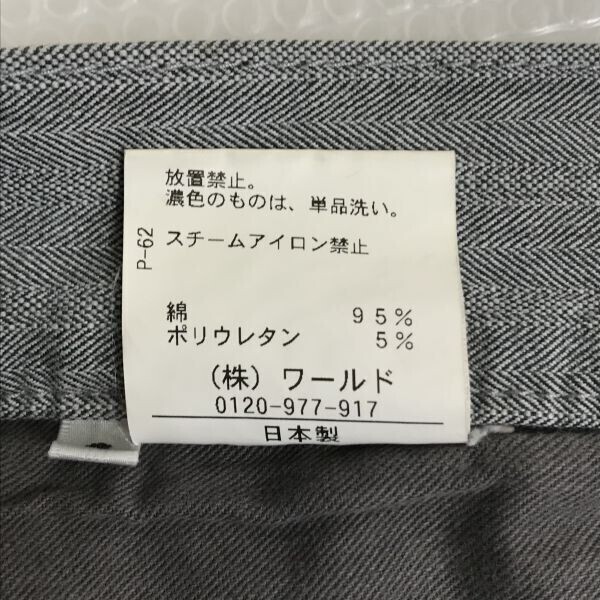 放置禁止。
濃色のものは、単品洗い。
スチームアイロン禁止
P-62
綿 95%
ポリウレタン 5%
(株) ワールド
0120-977-917
日本製